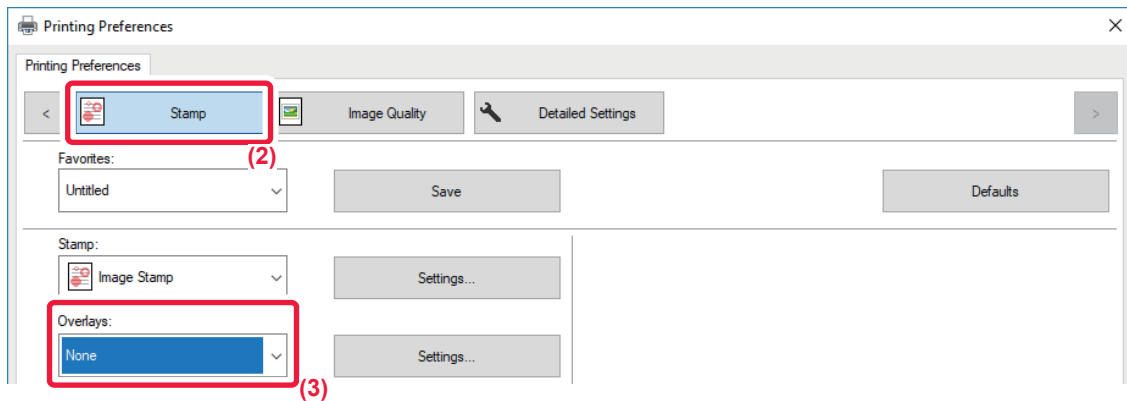 Printing Preferences
Printing Preferences
< Stamp Image Quality Detailed Settings >
(2)
Favorites:
Untitled Save Defaults
Stamp:
Image Stamp Settings...
Overlays:
None Settings...
(3)